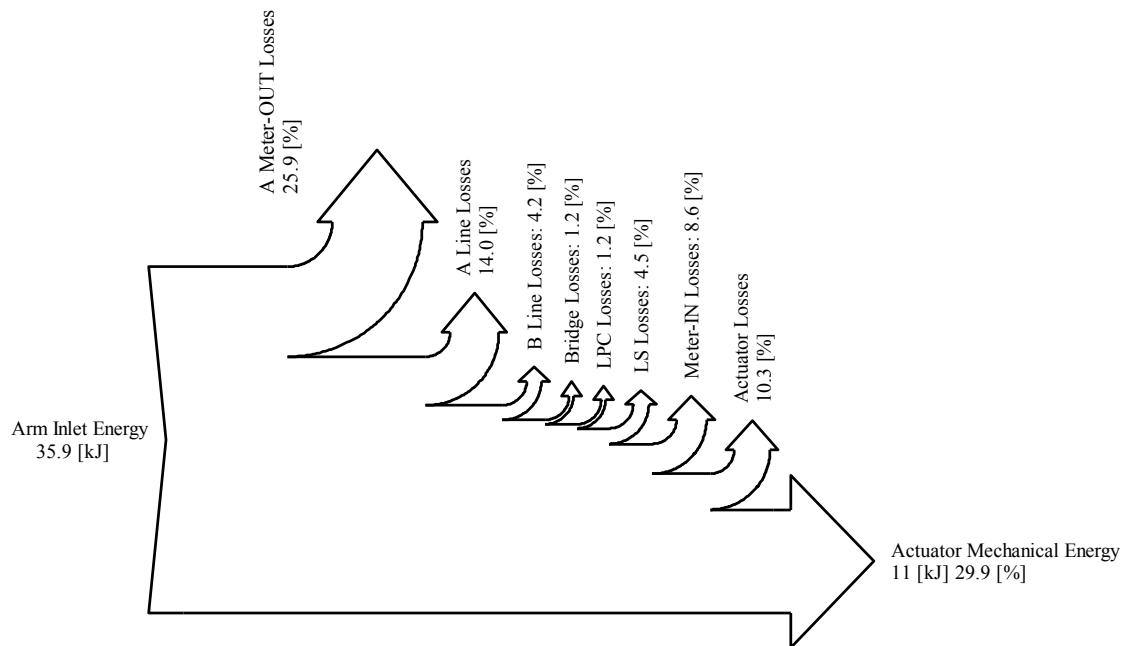 A Meter-OUT Losses
25.9 [%]
A Line Losses
14.0 [%]
B Line Losses: 4.2 [%]
Bridge Losses: 1.2 [%]
LPC Losses: 1.2 [%]
LS Losses: 4.5 [%]
Meter-IN Losses: 8.6 [%]
Actuator Losses
10.3 [%]
Arm Inlet Energy
35.9 [kJ]
Actuator Mechanical Energy
11 [kJ] 29.9 [%]